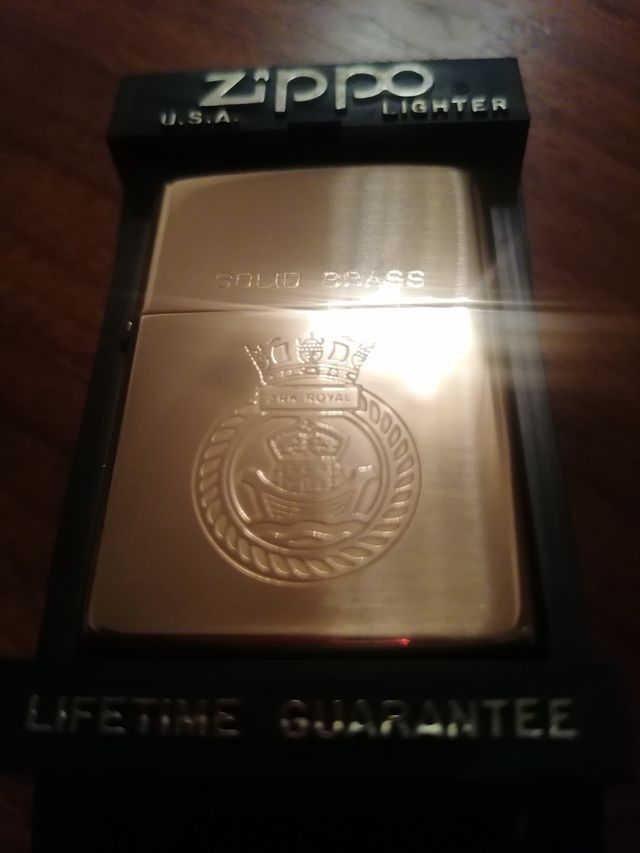 zippo
U.S.A. LIGHTER
SOLID BRASS
ARK ROYAL
LIFETIME GUARANTEE